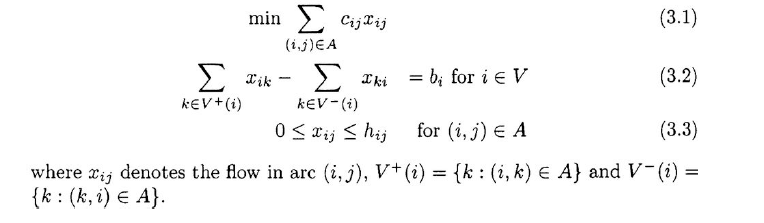 min ∑_{(i,j)∈A} c_{ij}x_{ij} (3.1)
∑_{k∈V⁺(i)} x_{ik} − ∑_{k∈V⁻(i)} x_{ki} = b_i for i ∈ V (3.2)
0 ≤ x_{ij} ≤ h_{ij} for (i, j) ∈ A (3.3)
where x_{ij} denotes the flow in arc (i, j), V⁺(i) = {k : (i, k) ∈ A} and V⁻(i) =
{k : (k, i) ∈ A}.